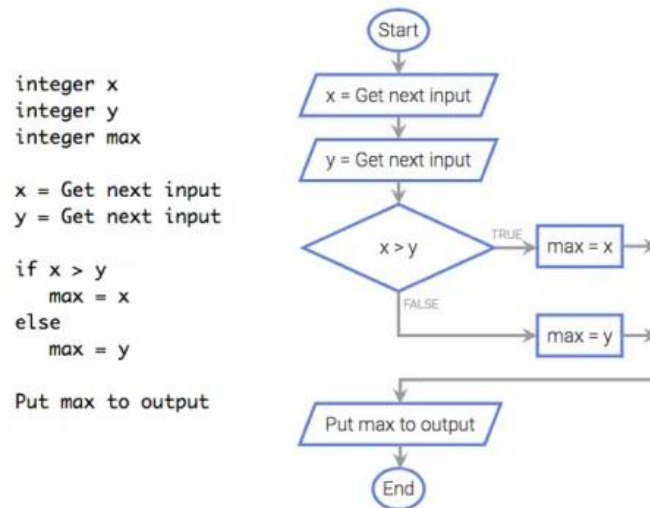 integer x
integer y
integer max
x = Get next input
y = Get next input
if x > y
   max = x
else
   max = y
Put max to output
Start
x = Get next input
y = Get next input
x > y
TRUE
max = x
FALSE
max = y
Put max to output
End